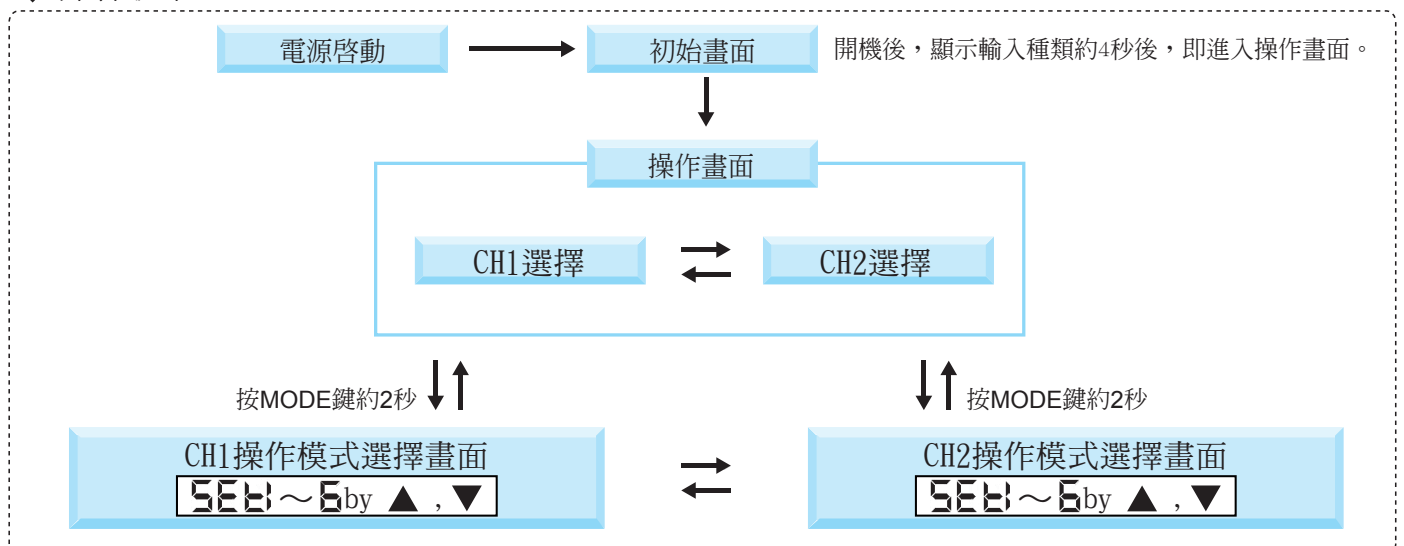 電源啓動
初始畫面
開機後，顯示輸入種類約4秒後，即進入操作畫面。
操作畫面
CH1選擇
CH2選擇
按MODE鍵約2秒
按MODE鍵約2秒
CH1操作模式選擇畫面
CH2操作模式選擇畫面
～6by ▲ , ▼
～6by ▲ , ▼